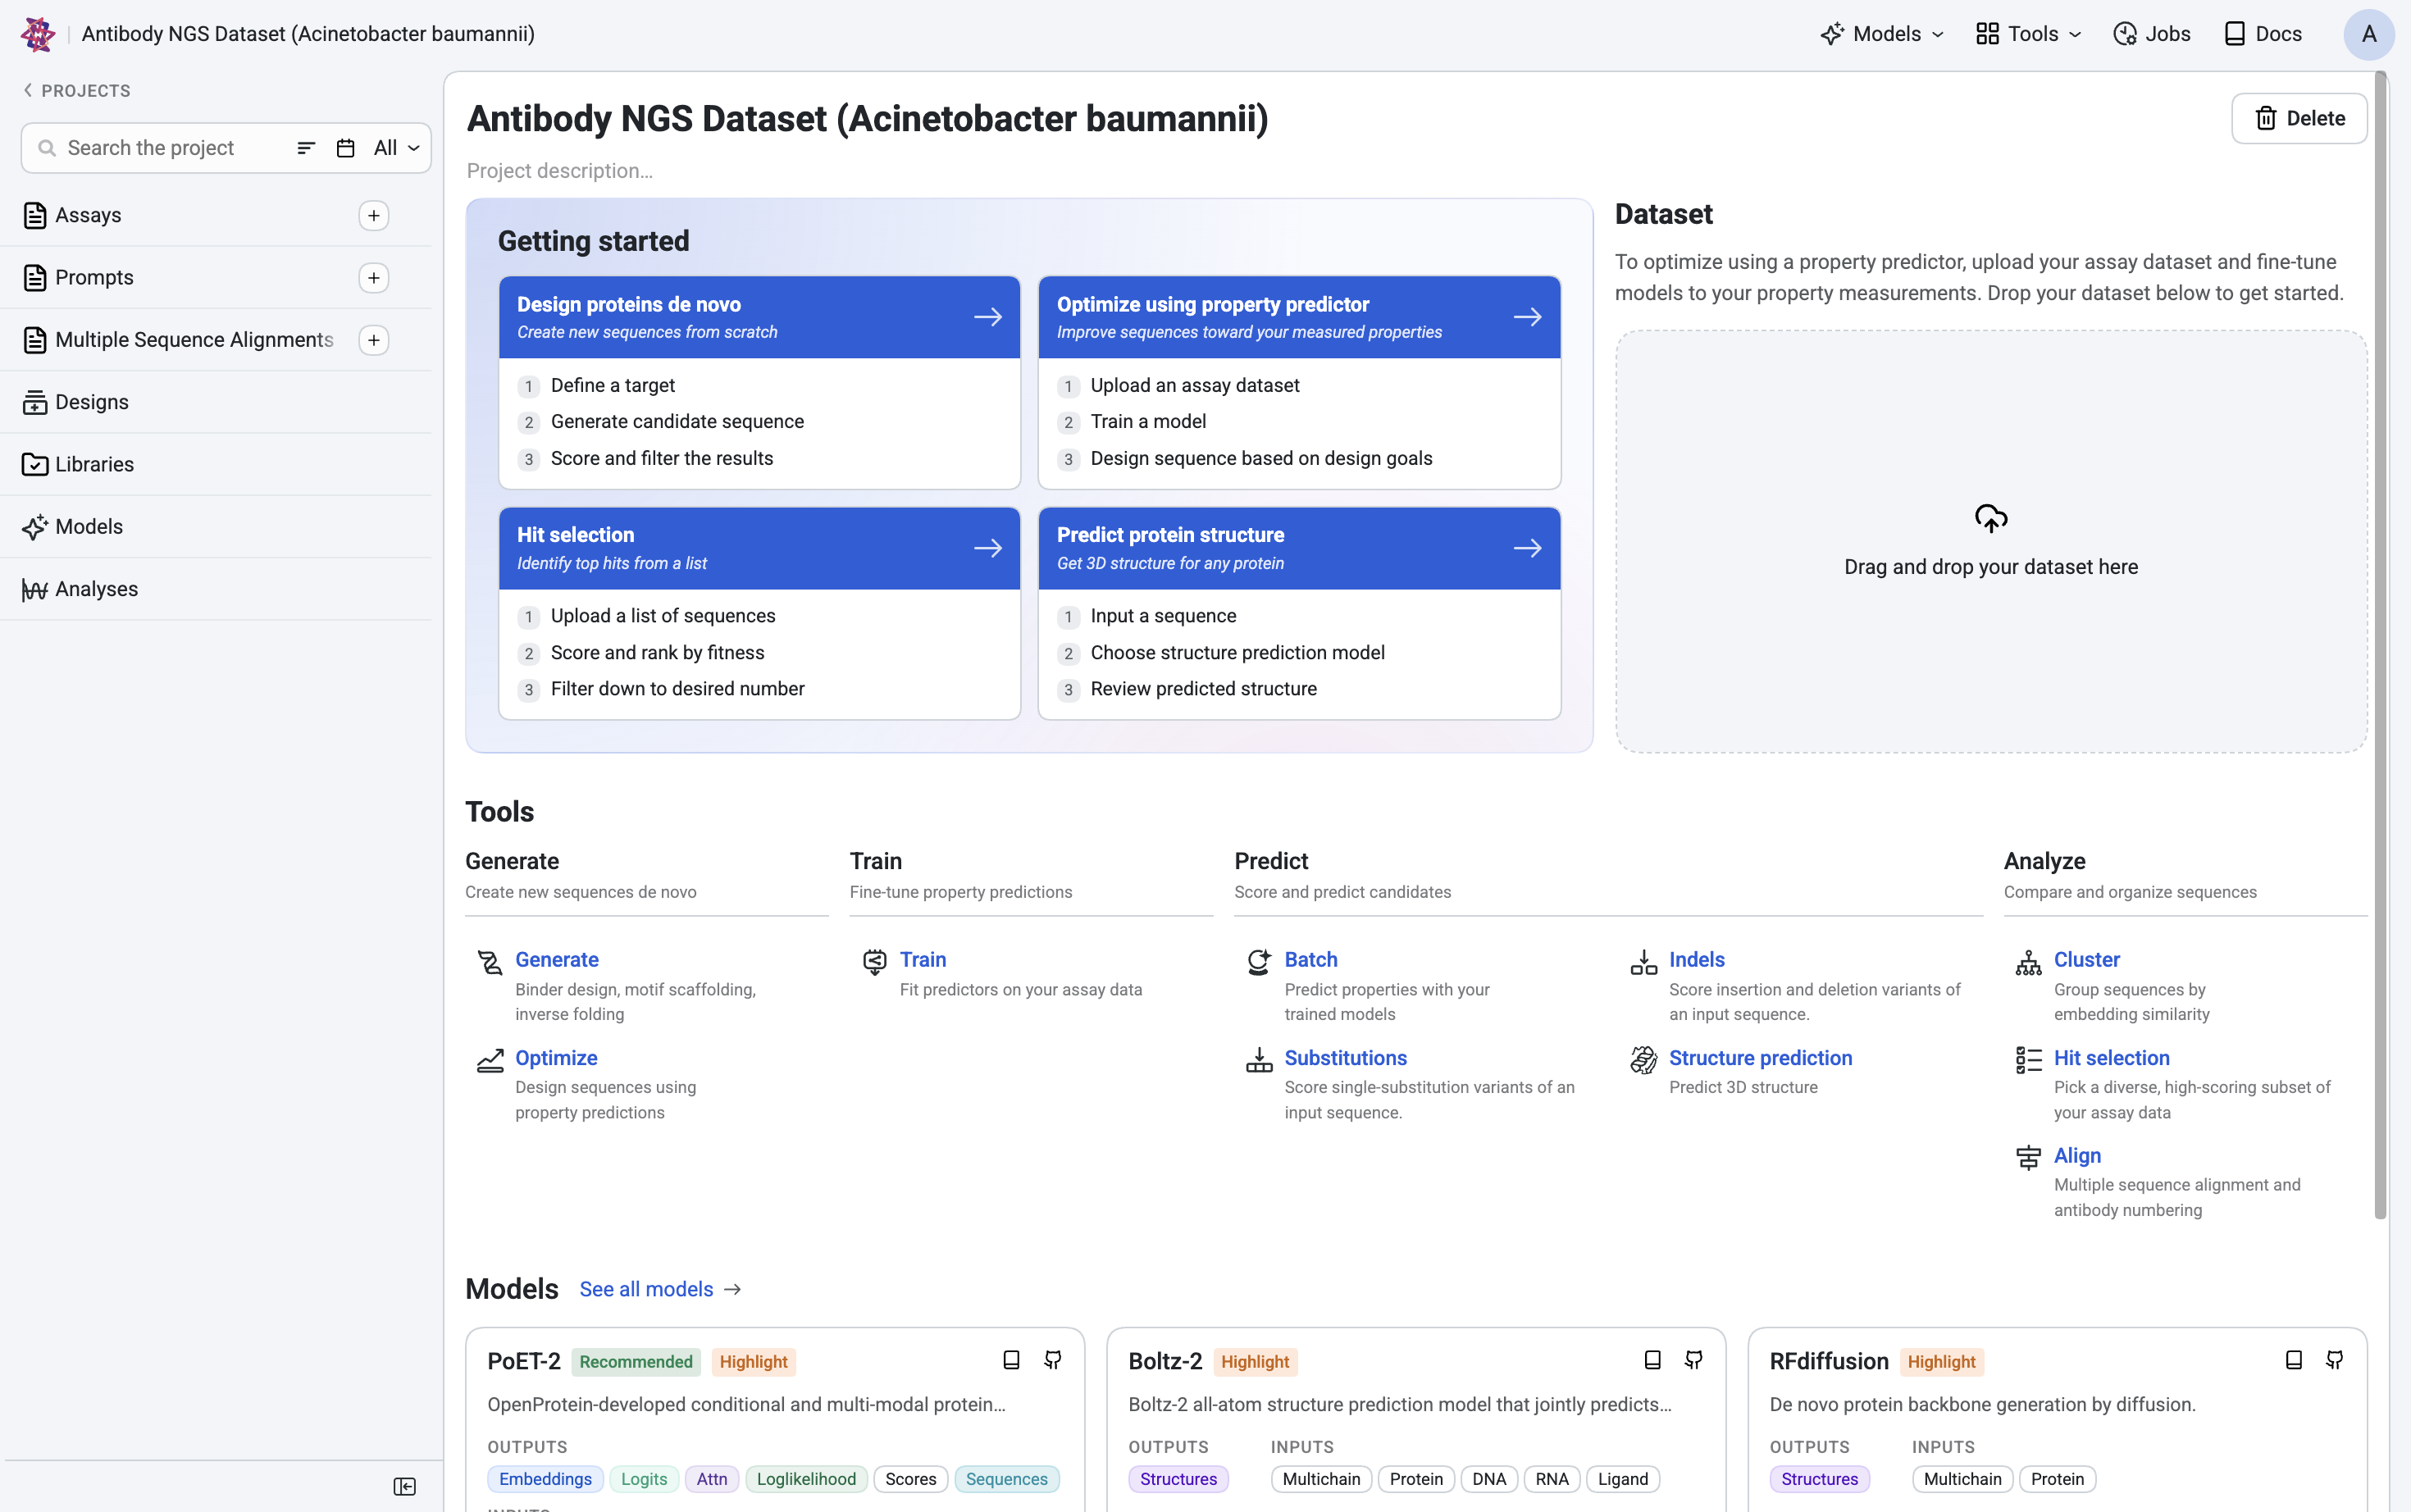 Antibody NGS Dataset (Acinetobacter baumannii)
Models
Tools
Jobs
Docs
A
PROJECTS
Search the project
All
Assays
Prompts
Multiple Sequence Alignments
Designs
Libraries
Models
Analyses
Antibody NGS Dataset (Acinetobacter baumannii)
Delete
Project description...
Getting started
Design proteins de novo
Create new sequences from scratch
1 Define a target
2 Generate candidate sequence
3 Score and filter the results
Optimize using property predictor
Improve sequences toward your measured properties
1 Upload an assay dataset
2 Train a model
3 Design sequence based on design goals
Hit selection
Identify top hits from a list
1 Upload a list of sequences
2 Score and rank by fitness
3 Filter down to desired number
Predict protein structure
Get 3D structure for any protein
1 Input a sequence
2 Choose structure prediction model
3 Review predicted structure
Dataset
To optimize using a property predictor, upload your assay dataset and fine-tune
models to your property measurements. Drop your dataset below to get started.
Drag and drop your dataset here
Tools
Generate
Create new sequences de novo
Generate
Binder design, motif scaffolding,
inverse folding
Optimize
Design sequences using
property predictions
Train
Fine-tune property predictions
Train
Fit predictors on your assay data
Predict
Score and predict candidates
Batch
Predict properties with your
trained models
Substitutions
Score single-substitution variants of an
input sequence.
Indels
Score insertion and deletion variants of
an input sequence.
Structure prediction
Predict 3D structure
Analyze
Compare and organize sequences
Cluster
Group sequences by
embedding similarity
Hit selection
Pick a diverse, high-scoring subset of
your assay data
Align
Multiple sequence alignment and
antibody numbering
Models
See all models
PoET-2 Recommended Highlight
OpenProtein-developed conditional and multi-modal protein...
OUTPUTS
Embeddings Logits Attn Loglikelihood Scores Sequences
INPUTS
Boltz-2 Highlight
Boltz-2 all-atom structure prediction model that jointly predicts...
OUTPUTS INPUTS
Structures Multichain Protein DNA RNA Ligand
RFdiffusion Highlight
De novo protein backbone generation by diffusion.
OUTPUTS INPUTS
Structures Multichain Protein